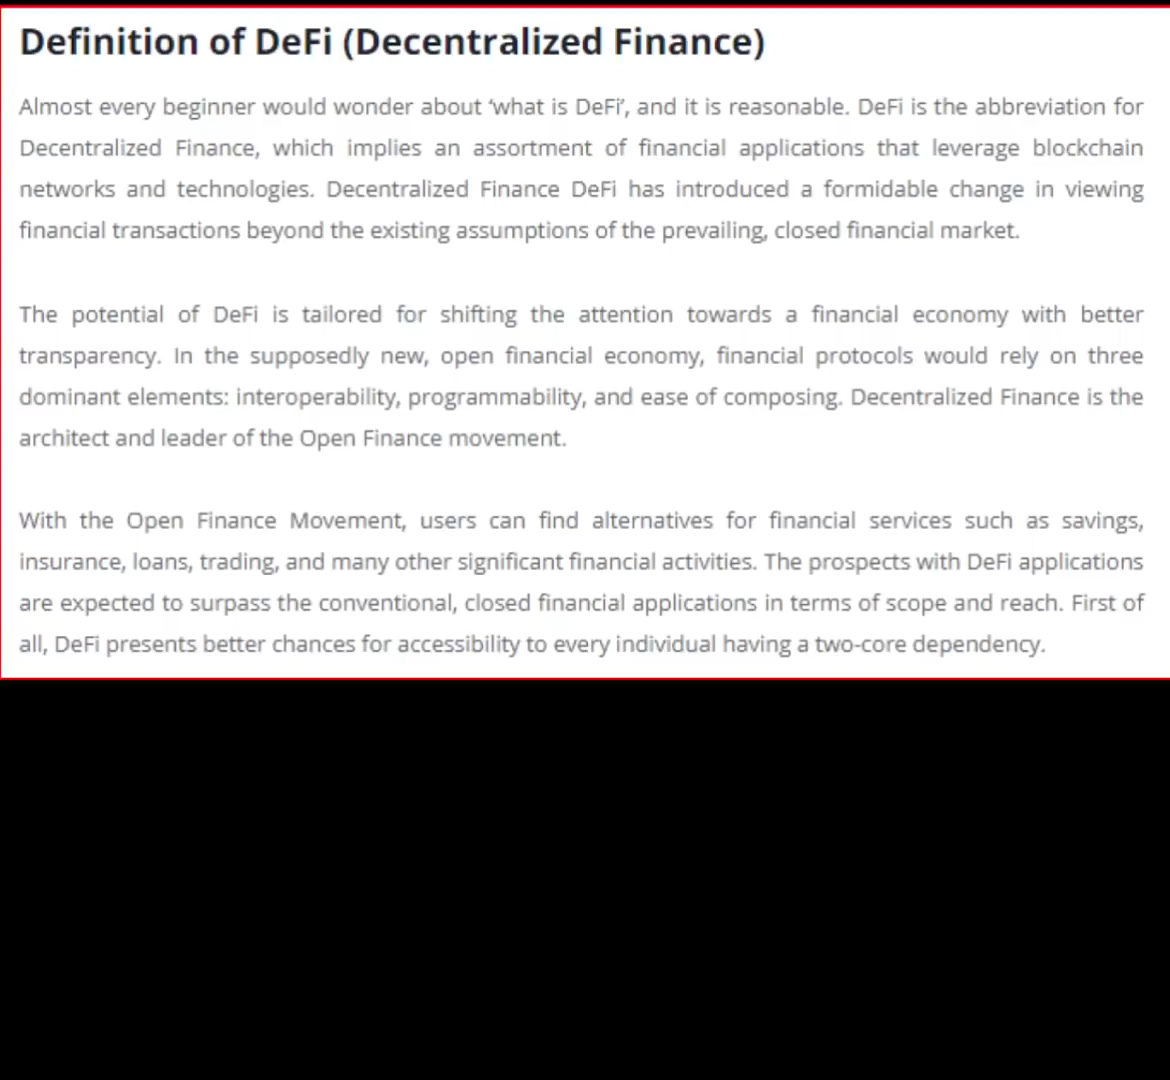 Definition of DeFi (Decentralized Finance)
Almost every beginner would wonder about ‘what is DeFi’, and it is reasonable. DeFi is the abbreviation for
Decentralized Finance, which implies an assortment of financial applications that leverage blockchain
networks and technologies. Decentralized Finance DeFi has introduced a formidable change in viewing
financial transactions beyond the existing assumptions of the prevailing, closed financial market.
The potential of DeFi is tailored for shifting the attention towards a financial economy with better
transparency. In the supposedly new, open financial economy, financial protocols would rely on three
dominant elements: interoperability, programmability, and ease of composing. Decentralized Finance is the
architect and leader of the Open Finance movement.
With the Open Finance Movement, users can find alternatives for financial services such as savings,
insurance, loans, trading, and many other significant financial activities. The prospects with DeFi applications
are expected to surpass the conventional, closed financial applications in terms of scope and reach. First of
all, DeFi presents better chances for accessibility to every individual having a two-core dependency.